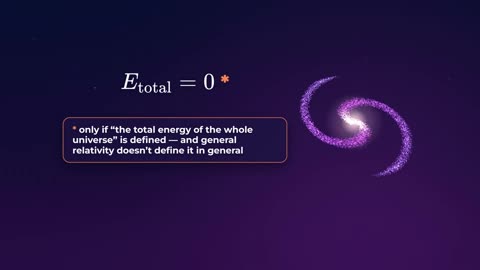 E_total = 0 *
* only if “the total energy of the whole
universe” is defined — and general
relativity doesn’t define it in general